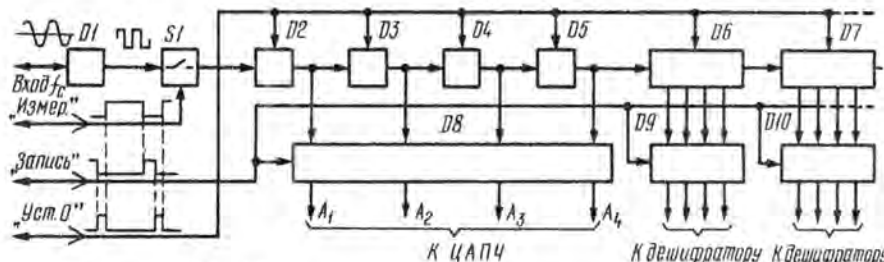 D1 S1 D2 D3 D4 D5 D6 D7
Вход fc
„Измер.“
D8 D9 D10
„Запись“
„Уст. 0“
A1 A2 A3 A4
К ЦАПЧ К дешифратору К дешифратору